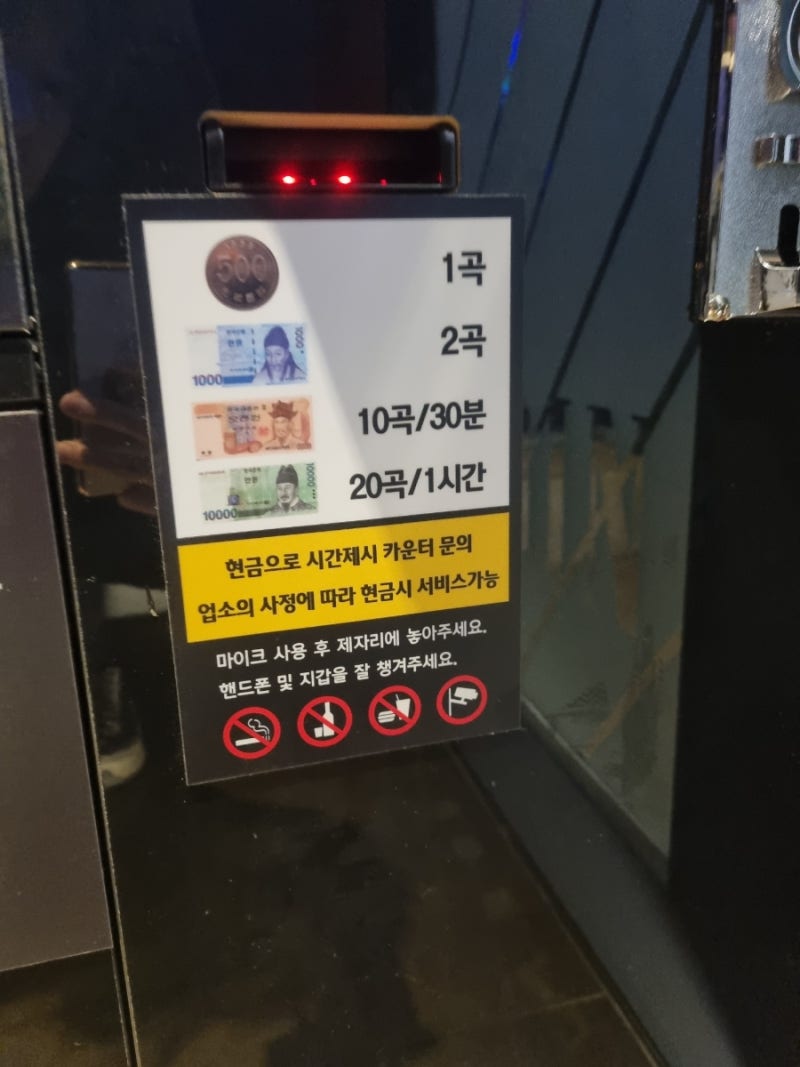 500
1곡
1000
2곡
10곡/30분
10000
20곡/1시간
현금으로 시간제시 카운터 문의
업소의 사정에 따라 현금시 서비스가능
마이크 사용 후 제자리에 놓아주세요.
핸드폰 및 지갑을 잘 챙겨주세요.